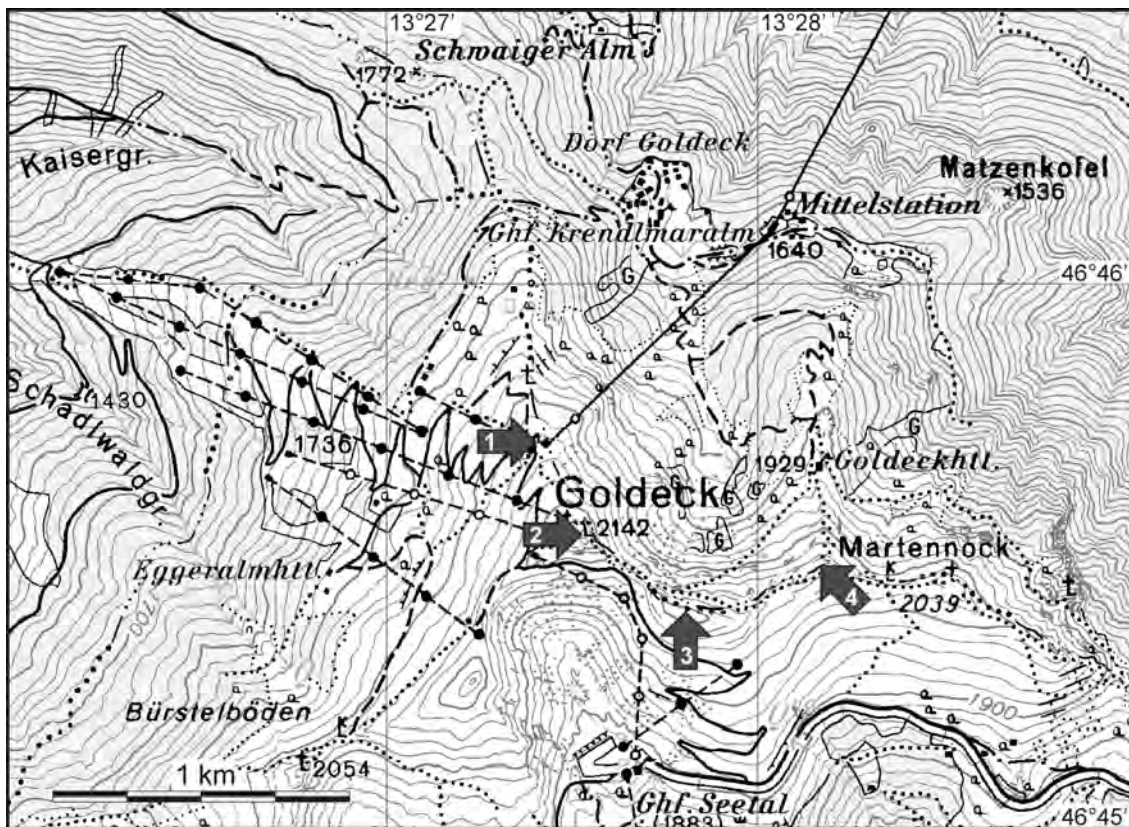 13°27'
13°28'
Schwaiger Alm
1772
Dorf Goldeck
Kaisergr.
Matzenkofel
1536
Mittelstation
Ghf Krendlmaralm
1640
G
46°46'
Schädlwaldgr.
1430
1736
1
G
1929
Goldeckhtt.
Goldeck
G
G
2142
2
G
Martennock
K
2039
4
Eggeralmhtt.
1700
3
Bürstelböden
K
1900
2054
1 km
Ghf. Seetal
(1883)
46°45'